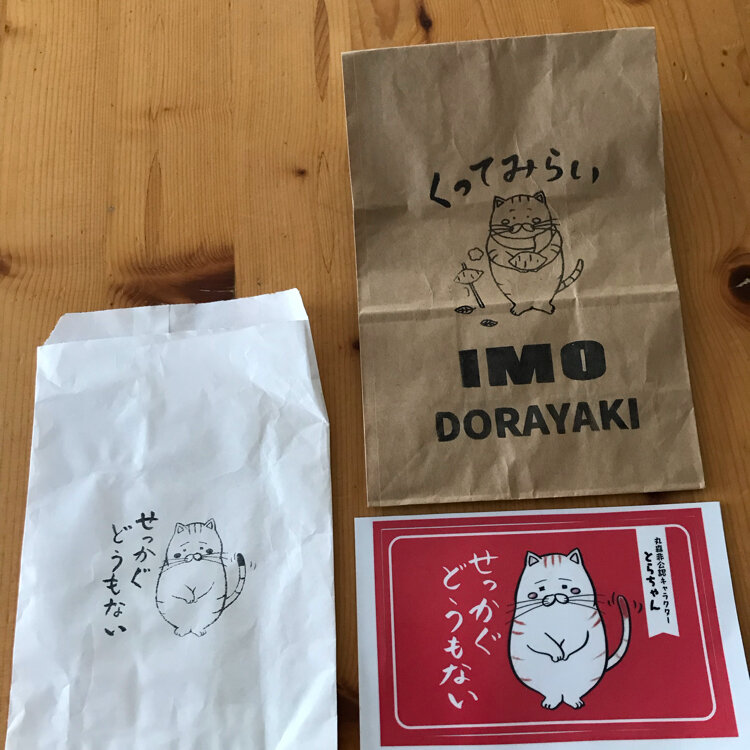 くってみらい
IMO
DORAYAKI
せっかぐ
どうもない
せっかぐ
どうもない
丸森非公認キャラクター
とらちゃん